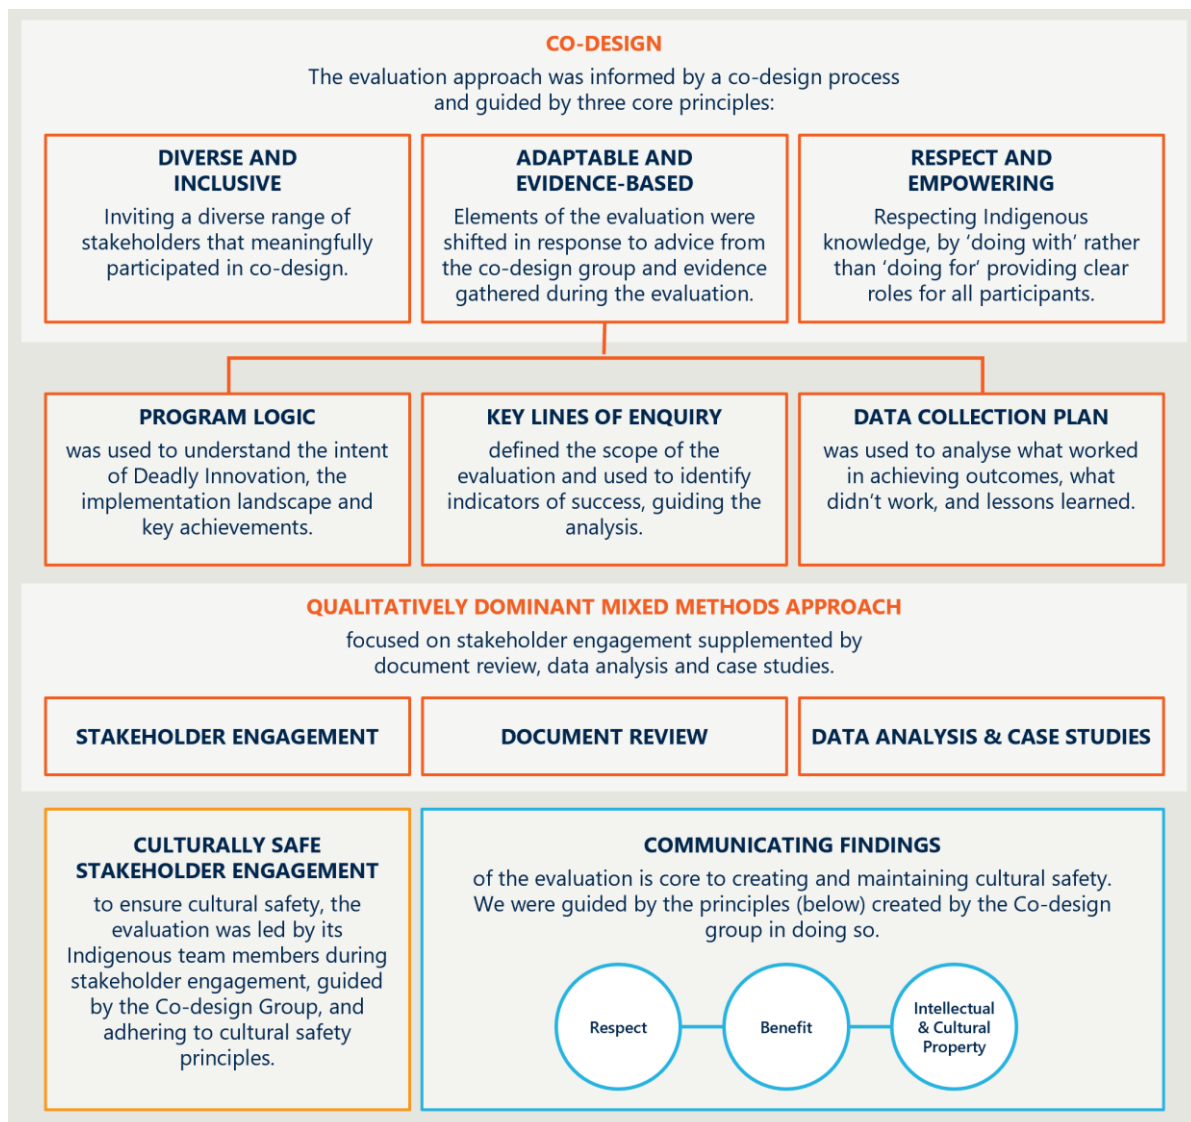 CO-DESIGN
The evaluation approach was informed by a co-design process
and guided by three core principles:
DIVERSE AND
INCLUSIVE
Inviting a diverse range of
stakeholders that meaningfully
participated in co-design.
ADAPTABLE AND
EVIDENCE-BASED
Elements of the evaluation were
shifted in response to advice from
the co-design group and evidence
gathered during the evaluation.
RESPECT AND
EMPOWERING
Respecting Indigenous
knowledge, by ‘doing with’ rather
than ‘doing for’ providing clear
roles for all participants.
PROGRAM LOGIC
was used to understand the intent
of Deadly Innovation, the
implementation landscape and
key achievements.
KEY LINES OF ENQUIRY
defined the scope of the
evaluation and used to identify
indicators of success, guiding the
analysis.
DATA COLLECTION PLAN
was used to analyse what worked
in achieving outcomes, what
didn’t work, and lessons learned.
QUALITATIVELY DOMINANT MIXED METHODS APPROACH
focused on stakeholder engagement supplemented by
document review, data analysis and case studies.
STAKEHOLDER ENGAGEMENT
DOCUMENT REVIEW
DATA ANALYSIS & CASE STUDIES
CULTURALLY SAFE
STAKEHOLDER ENGAGEMENT
to ensure cultural safety, the
evaluation was led by its
Indigenous team members during
stakeholder engagement, guided
by the Co-design Group, and
adhering to cultural safety
principles.
COMMUNICATING FINDINGS
of the evaluation is core to creating and maintaining cultural safety.
We were guided by the principles (below) created by the Co-design
group in doing so.
Respect
Benefit
Intellectual
& Cultural
Property